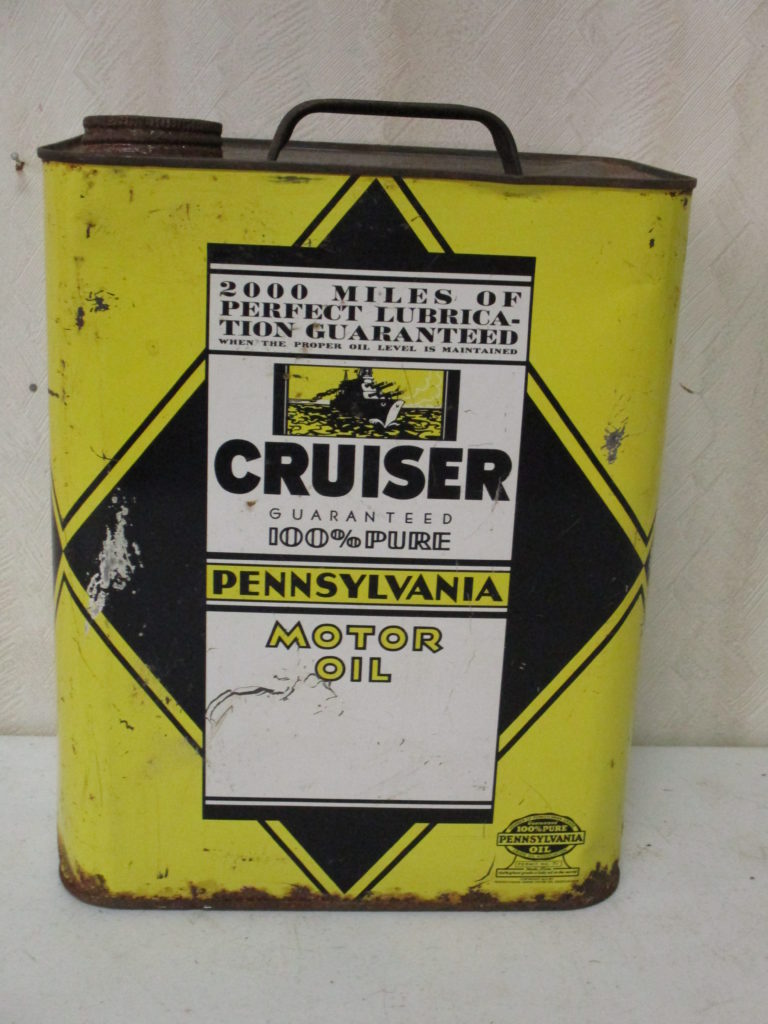 2000 MILES OF
PERFECT LUBRICA-
TION GUARANTEED
WHEN THE PROPER OIL LEVEL IS MAINTAINED
CRUISER
GUARANTEED
100% PURE
PENNSYLVANIA
MOTOR
OIL
Guaranteed
100% PURE
PENNSYLVANIA
OIL